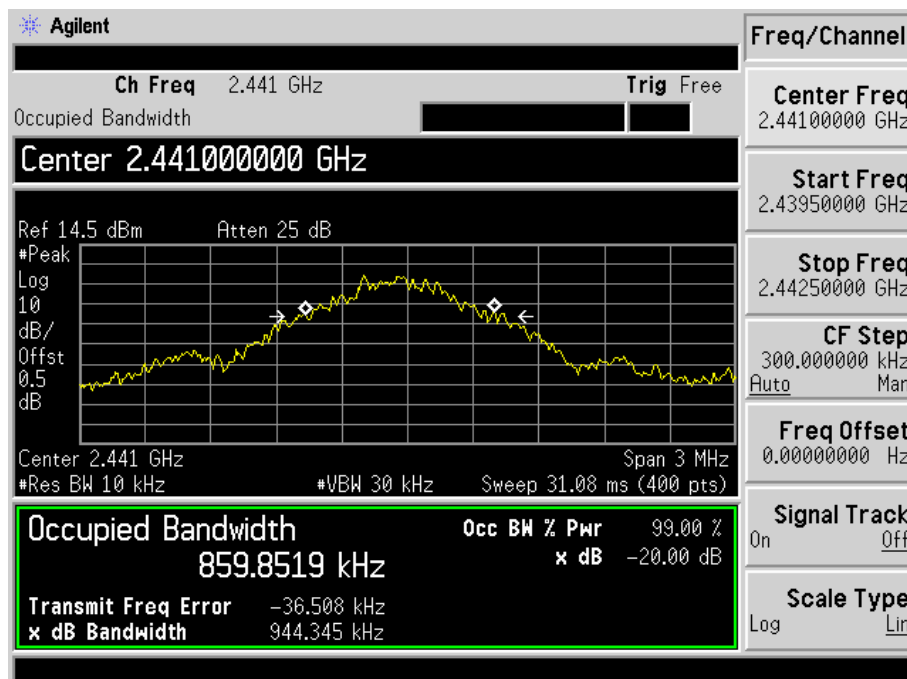 Agilent
Freq/Channel
Ch Freq 2.441 GHz Trig Free
Occupied Bandwidth
Center 2.441000000 GHz
Ref 14.5 dBm Atten 25 dB
#Peak
Log
10
dB/
Offst
0.5
dB
Center 2.441 GHz Span 3 MHz
#Res BW 10 kHz #VBW 30 kHz Sweep 31.08 ms (400 pts)
Occupied Bandwidth Occ BW % Pwr 99.00 %
859.8519 kHz x dB -20.00 dB
Transmit Freq Error -36.508 kHz
x dB Bandwidth 944.345 kHz
Center Freq
2.44100000 GHz
Start Freq
2.43950000 GHz
Stop Freq
2.44250000 GHz
CF Step
300.000000 kHz
Auto Man
Freq Offset
0.00000000 Hz
Signal Track
On Off
Scale Type
Log Lin